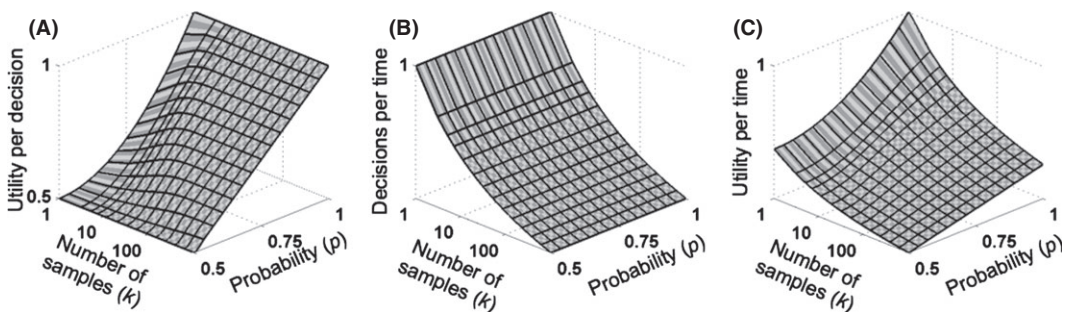 (A)
Utility per decision
1
0.5
1
10
100
Number of
samples (k)
0.5
0.75
1
Probability (p)
(B)
Decisions per time
1
1
10
100
Number of
samples (k)
0.5
0.75
1
Probability (p)
(C)
Utility per time
1
1
10
100
Number of
samples (k)
0.5
0.75
1
Probability (p)